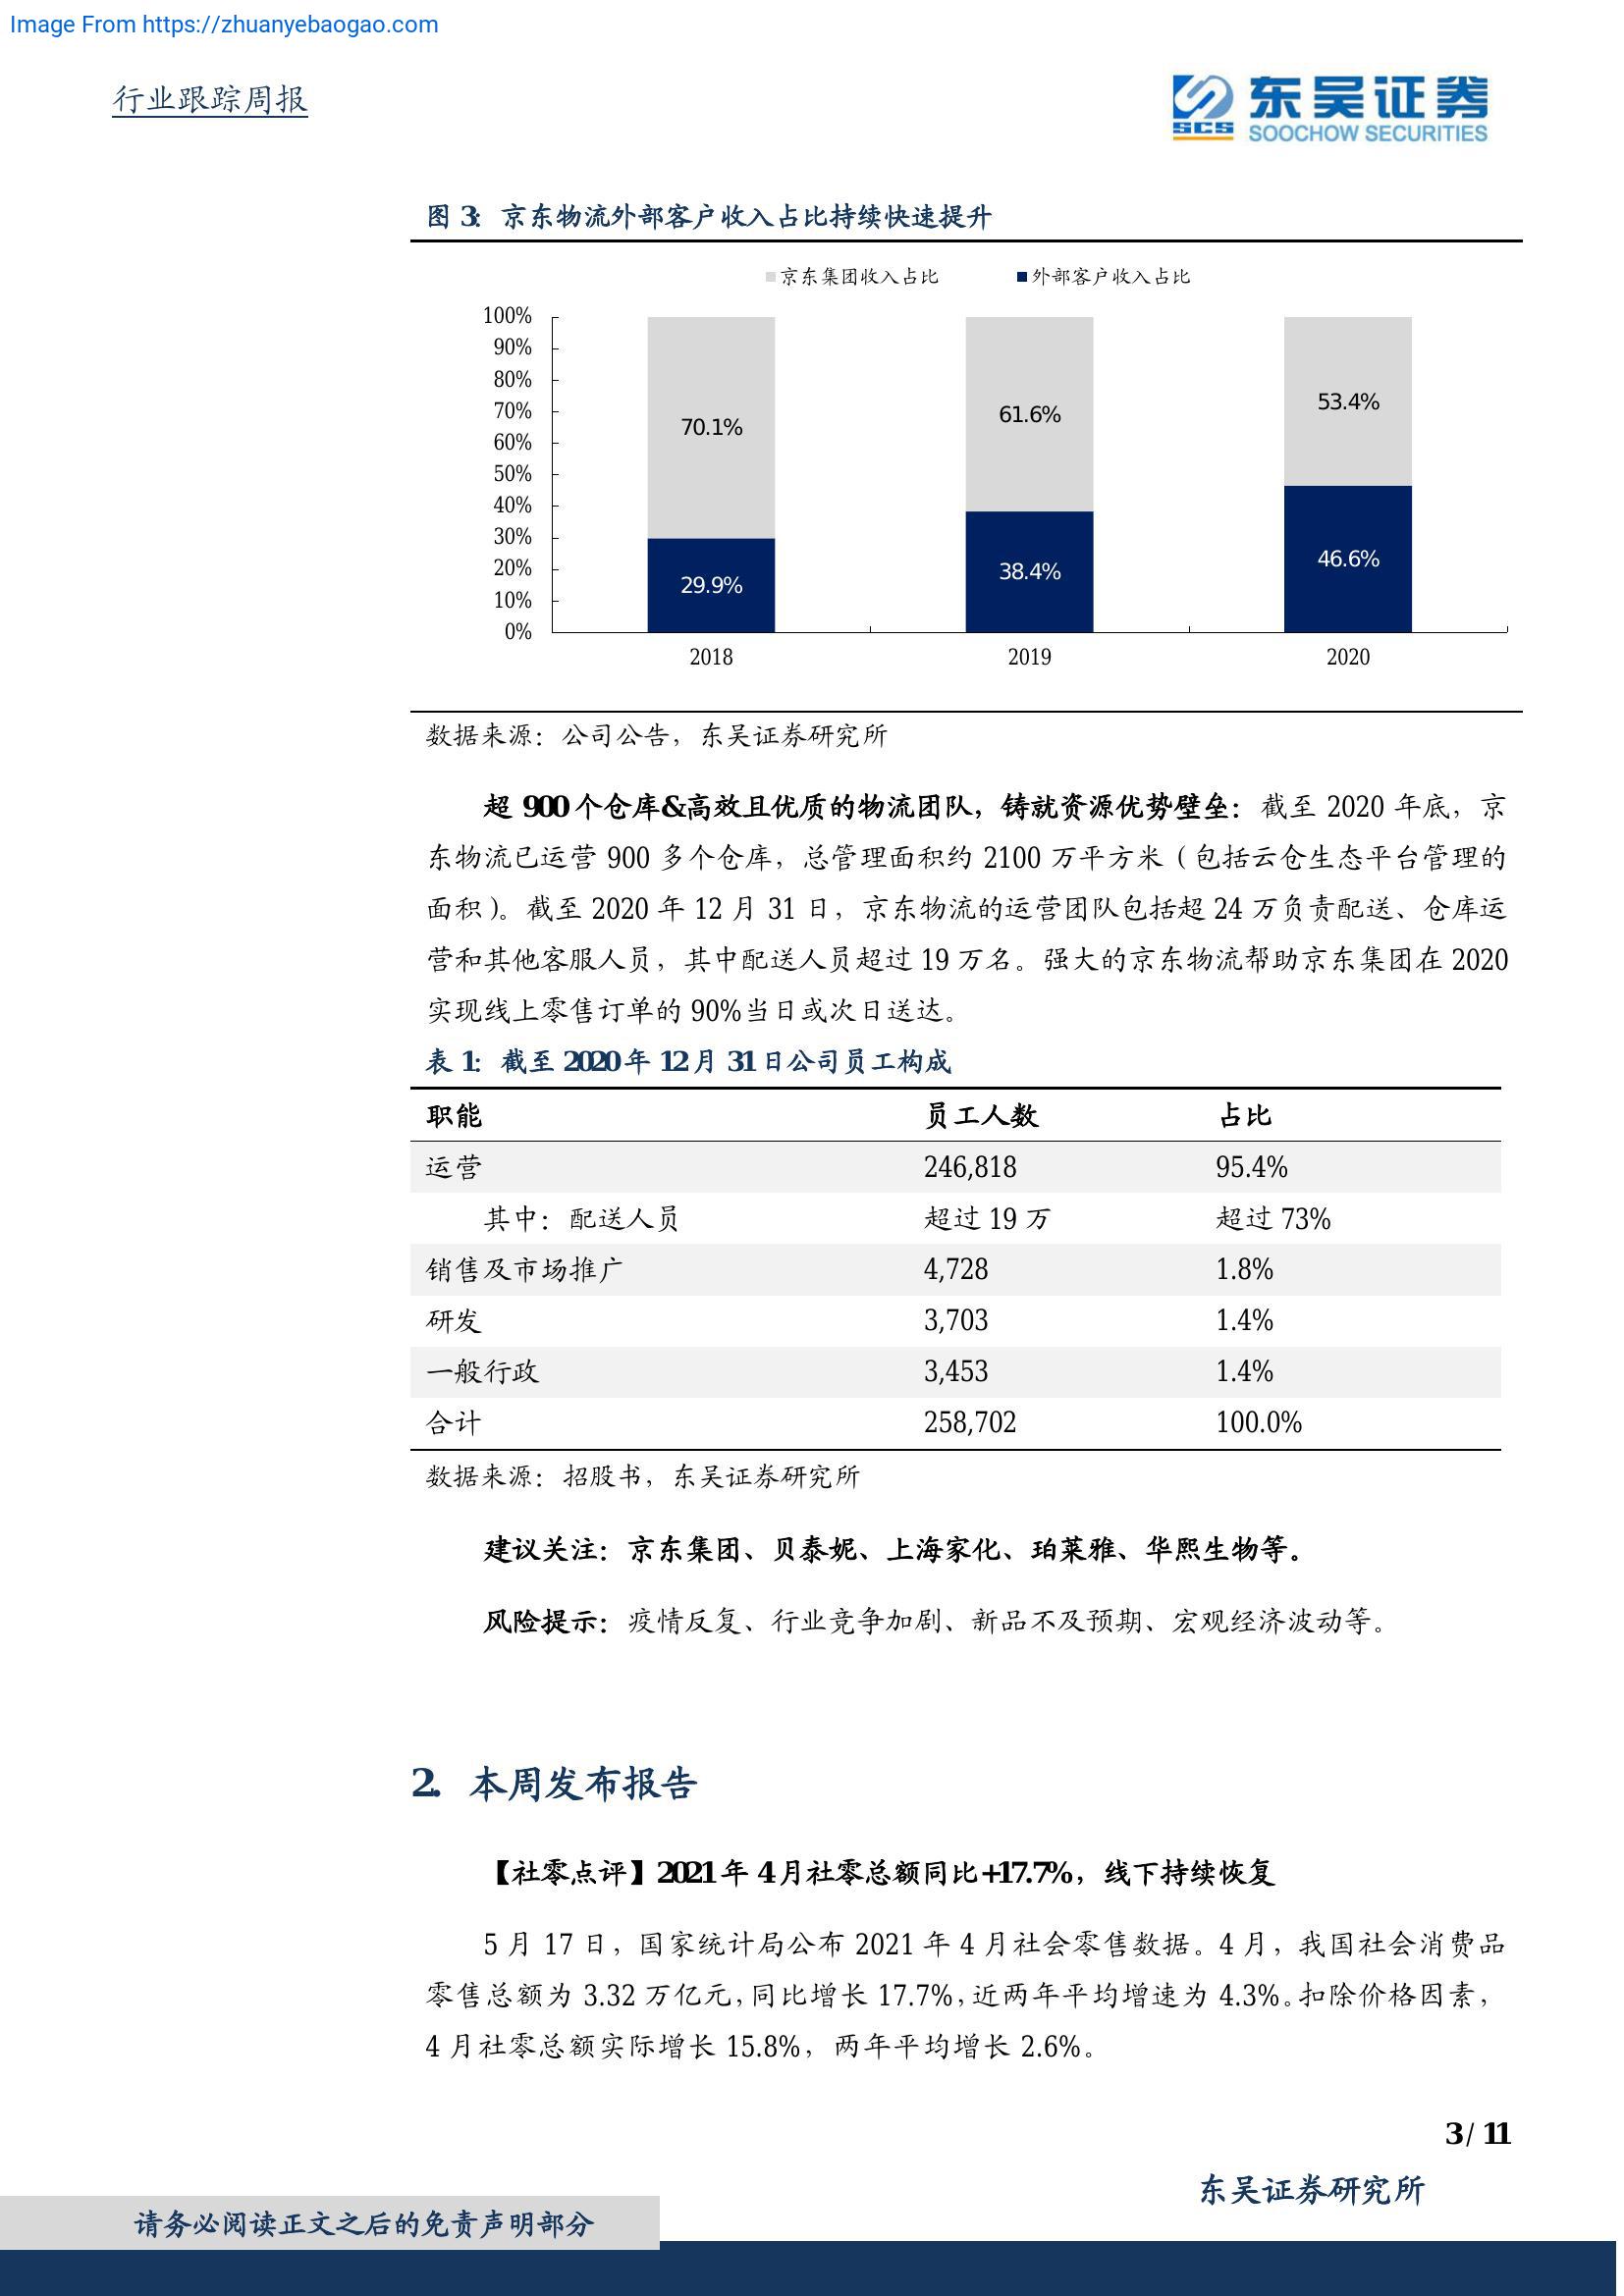 Image From https://zhuanyebaogao.com
行业跟踪周报
SCS 东吴证券
SOOCHOW SECURITIES
图 3: 京东物流外部客户收入占比持续快速提升
京东集团收入占比 外部客户收入占比
100%
90%
80%
70%
60%
50%
40%
30%
20%
10%
0%
70.1% 61.6% 53.4%
29.9% 38.4% 46.6%
2018 2019 2020
数据来源：公司公告，东吴证券研究所
超 900 个仓库&高效且优质的物流团队，铸就资源优势壁垒：截至 2020 年底，京
东物流已运营 900 多个仓库，总管理面积约 2100 万平方米（包括云仓生态平台管理的
面积）。截至 2020 年 12 月 31 日，京东物流的运营团队包括超 24 万负责配送、仓库运
营和其他客服人员，其中配送人员超过 19 万名。强大的京东物流帮助京东集团在 2020
实现线上零售订单的 90%当日或次日送达。
表 1: 截至 2020 年 12 月 31 日公司员工构成
职能 员工人数 占比
运营 246,818 95.4%
其中：配送人员 超过 19 万 超过 73%
销售及市场推广 4,728 1.8%
研发 3,703 1.4%
一般行政 3,453 1.4%
合计 258,702 100.0%
数据来源：招股书，东吴证券研究所
建议关注：京东集团、贝泰妮、上海家化、珀莱雅、华熙生物等。
风险提示：疫情反复、行业竞争加剧、新品不及预期、宏观经济波动等。
2. 本周发布报告
【社零点评】2021 年 4 月社零总额同比+17.7%，线下持续恢复
5 月 17 日，国家统计局公布 2021 年 4 月社会零售数据。4 月，我国社会消费品
零售总额为 3.32 万亿元，同比增长 17.7%，近两年平均增速为 4.3%。扣除价格因素，
4 月社零总额实际增长 15.8%，两年平均增长 2.6%。
3 / 11
东吴证券研究所
请务必阅读正文之后的免责声明部分